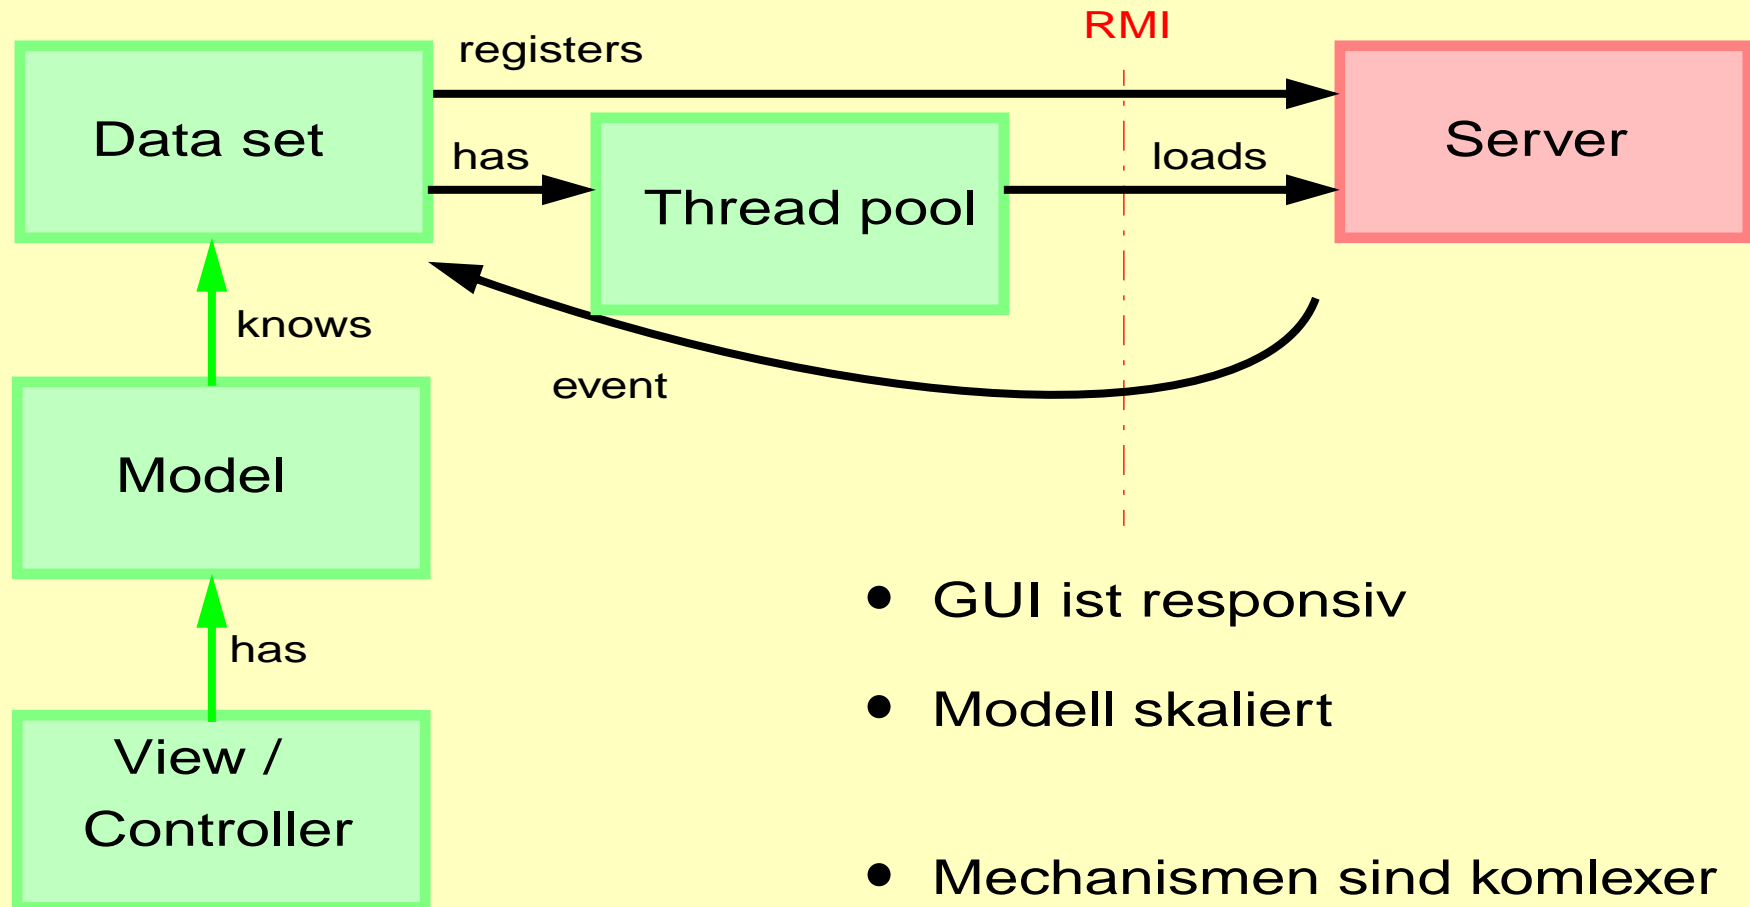 RMI
registers
Data set
has
loads
Server
Thread pool
knows
event
Model
GUI ist responsiv
has
Modell skaliert
View /
Controller
Mechanismen sind komlexer